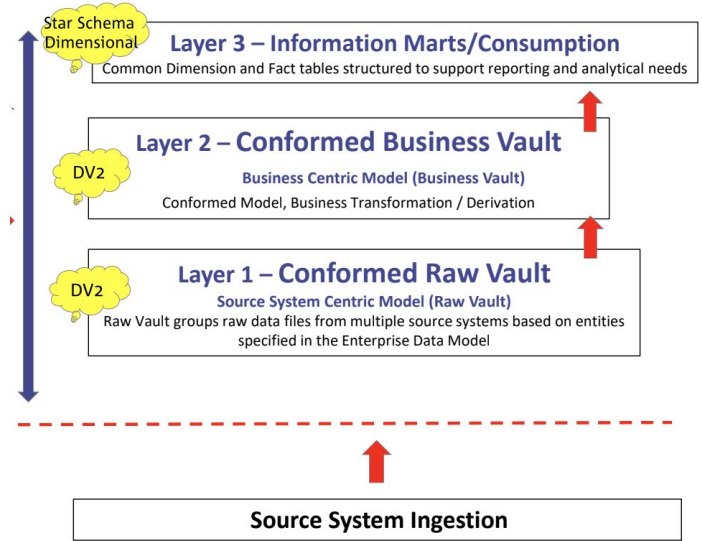 Star Schema
Dimensional
Layer 3 – Information Marts/Consumption
Common Dimension and Fact tables structured to support reporting and analytical needs
Layer 2 – Conformed Business Vault
DV2
Business Centric Model (Business Vault)
Conformed Model, Business Transformation / Derivation
Layer 1 – Conformed Raw Vault
DV2
Source System Centric Model (Raw Vault)
Raw Vault groups raw data files from multiple source systems based on entities
specified in the Enterprise Data Model
Source System Ingestion